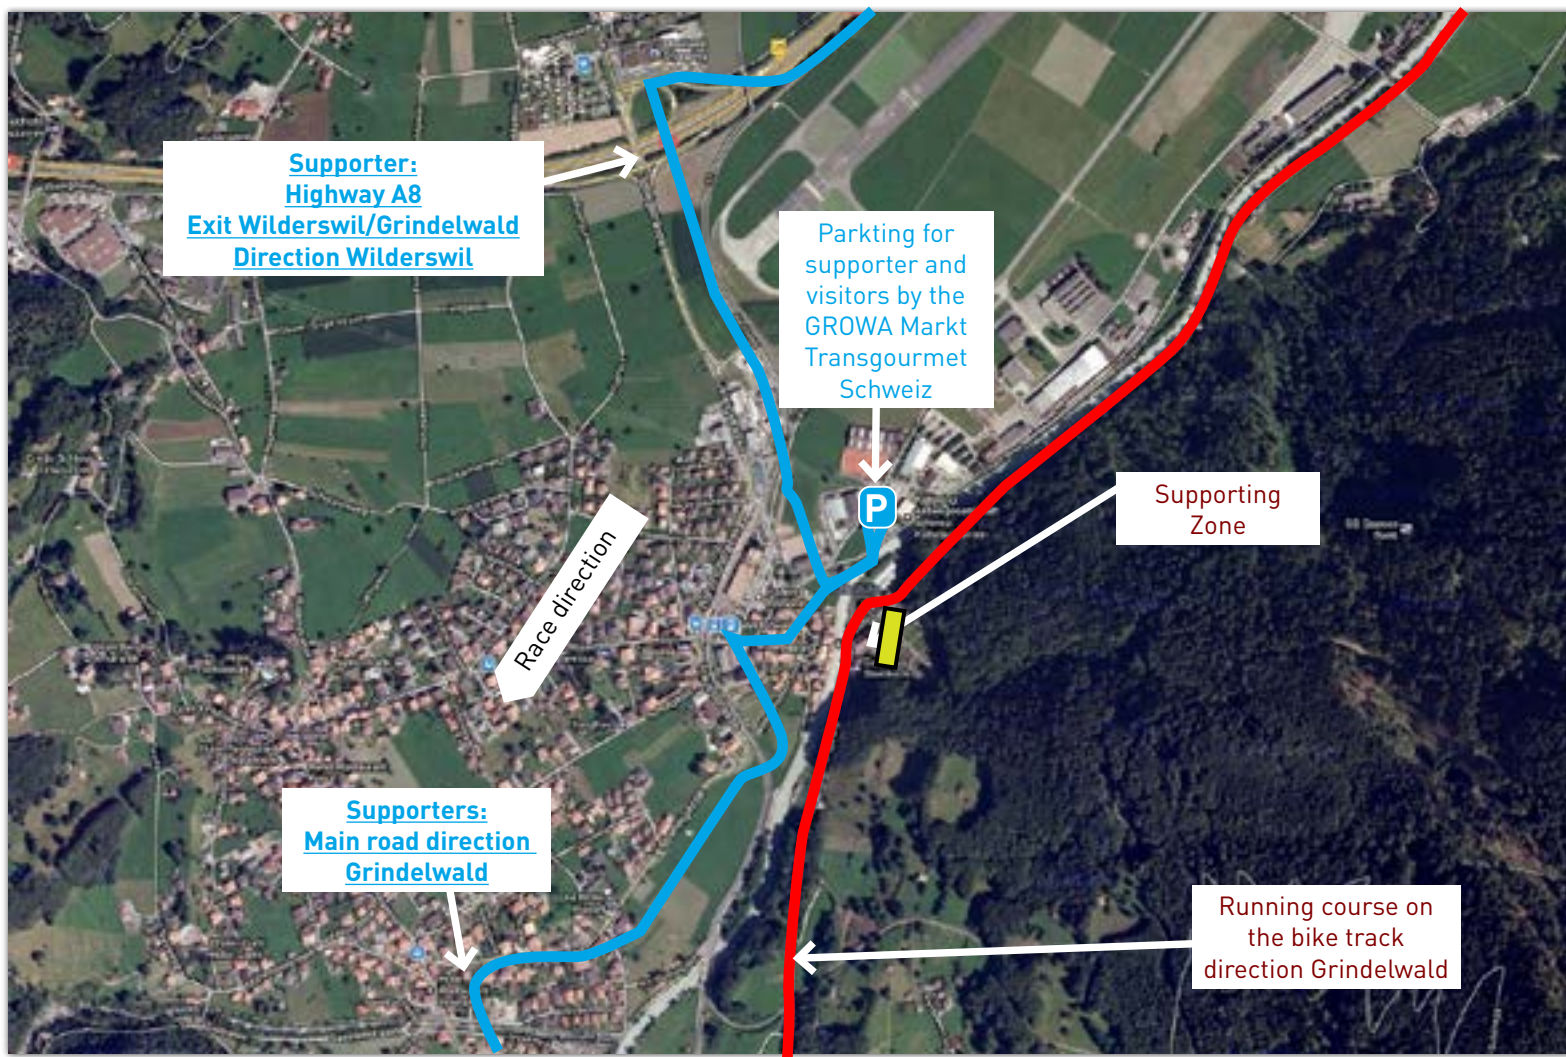 Supporter:
Highway A8
Exit Wilderswil/Grindelwald
Direction Wilderswil
Parkting for
supporter and
visitors by the
GROWA Markt
Transgourmet
Schweiz
P
Supporting
Zone
Race direction
Supporters:
Main road direction
Grindelwald
Running course on
the bike track
direction Grindelwald